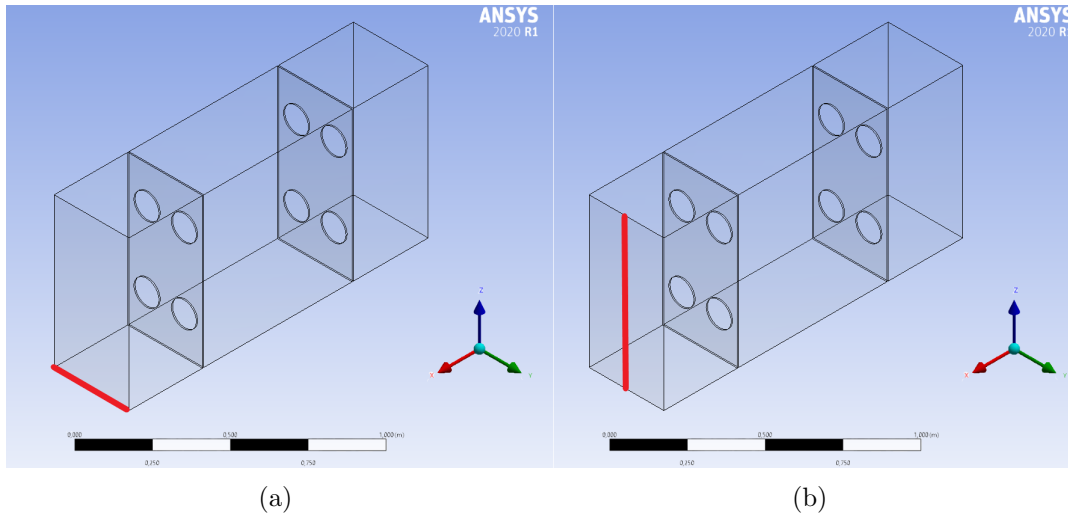 ANSYS
2020 R1
Z
X
Y
0,000
0,500
1,000 (m)
0,250
0,750
(a)
ANSYS
2020 R1
Z
X
Y
0,000
0,500
1,000 (m)
0,250
0,750
(b)